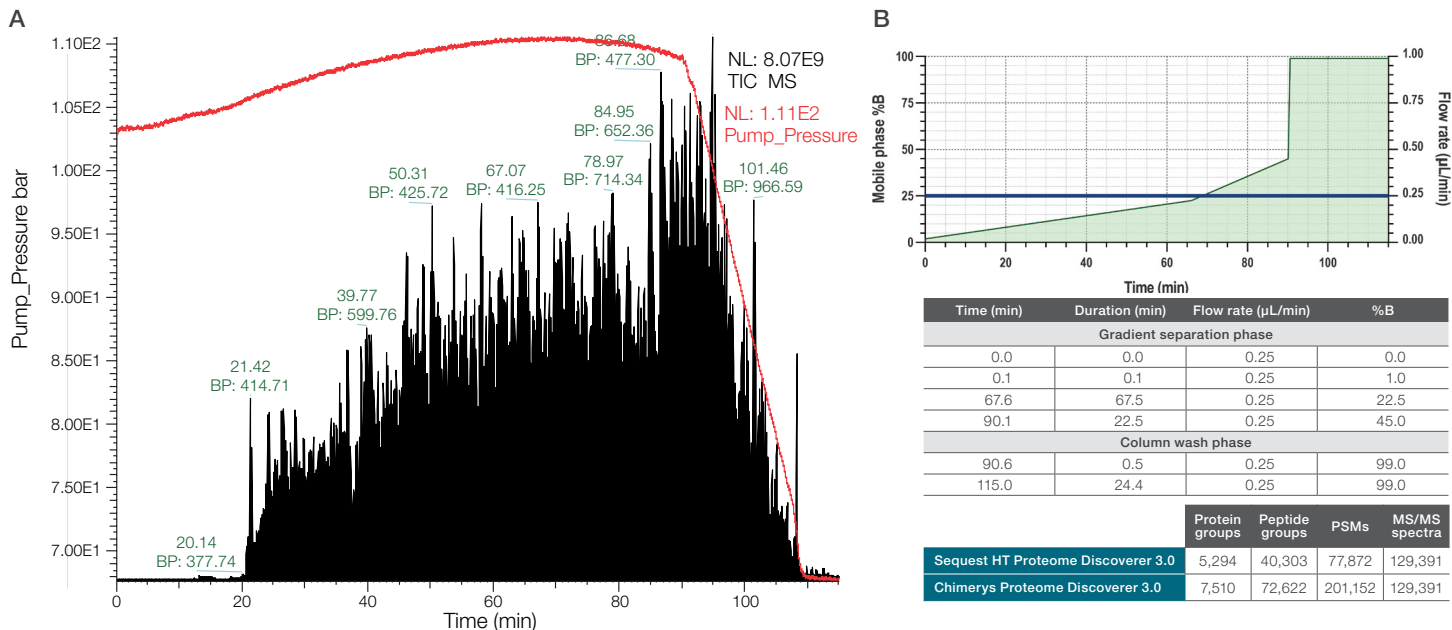 A
Pump_Pressure bar
1.10E2
1.05E2
1.00E2
9.50E1
9.00E1
8.50E1
8.00E1
7.50E1
7.00E1
0
20
40
60
80
100
Time (min)
20.14
BP: 377.74
21.42
BP: 414.71
39.77
BP: 599.76
50.31
BP: 425.72
67.07
BP: 416.25
78.97
BP: 714.34
84.95
BP: 652.36
86.68
BP: 477.30
101.46
BP: 966.59
NL: 8.07E9
TIC MS
NL: 1.11E2
Pump_Pressure
B
Mobile phase %B
100
75
50
25
0
1.00
0.75
0.50
0.25
0.00
Flow rate (µL/min)
0
20
40
60
80
100
Time (min)
Time (min) Duration (min) Flow rate (µL/min) %B
Gradient separation phase
0.0 0.0 0.25 0.0
0.1 0.1 0.25 1.0
67.6 67.5 0.25 22.5
90.1 22.5 0.25 45.0
Column wash phase
90.6 0.5 0.25 99.0
115.0 24.4 0.25 99.0
Protein groups Peptide groups PSMs MS/MS spectra
Sequest HT Proteome Discoverer 3.0 5,294 40,303 77,872 129,391
Chimerys Proteome Discoverer 3.0 7,510 72,622 201,152 129,391